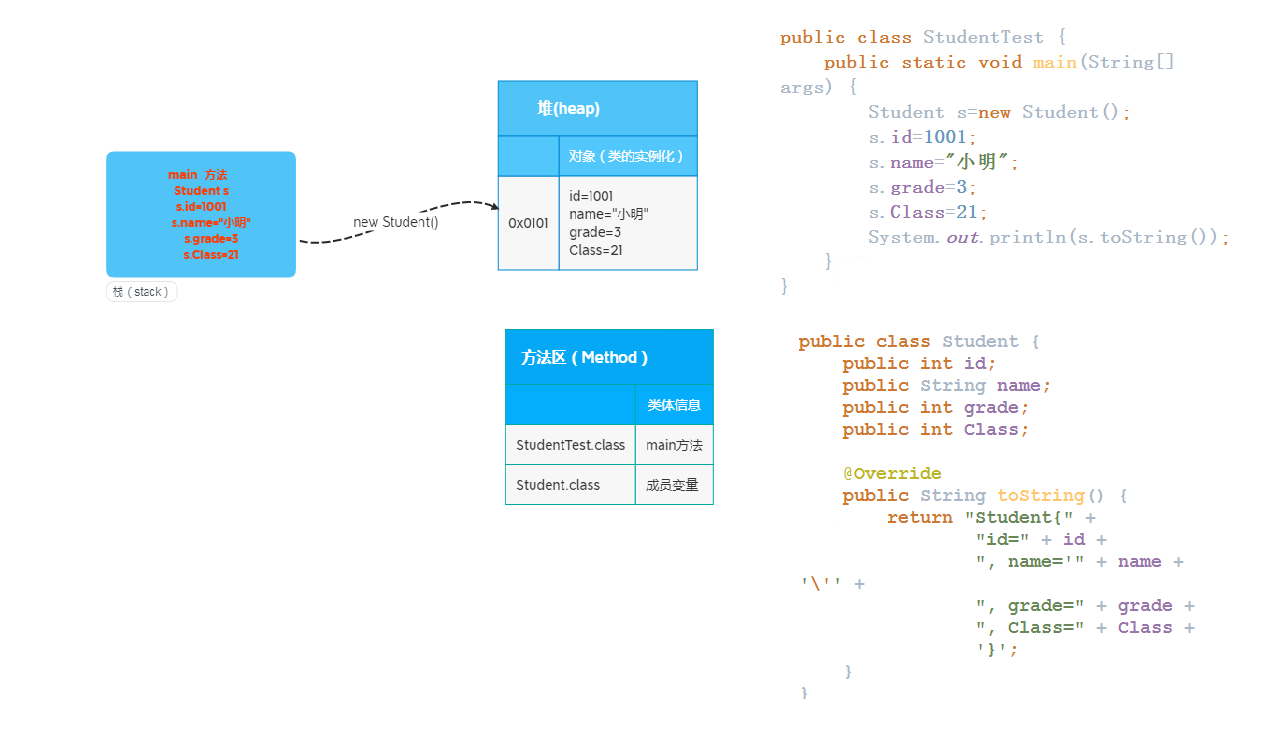 main 方法
Student s
s.id=1001
s.name="小明"
s.grade=3
s.Class=21
栈 ( stack )
new Student()
堆(heap)
对象 ( 类的实例化 )
0x0101
id=1001
name="小明"
grade=3
Class=21
方法区 ( Method )
类体信息
StudentTest.class
main方法
Student.class
成员变量
public class StudentTest {
public static void main(String[]
args) {
Student s=new Student();
s.id=1001;
s.name="小明";
s.grade=3;
s.Class=21;
System.out.println(s.toString());
}
}
public class Student {
public int id;
public String name;
public int grade;
public int Class;
@Override
public String toString() {
return "Student{" +
"id=" + id +
", name='" + name +
'\'' +
", grade=" + grade +
", Class=" + Class +
'}';
}
}